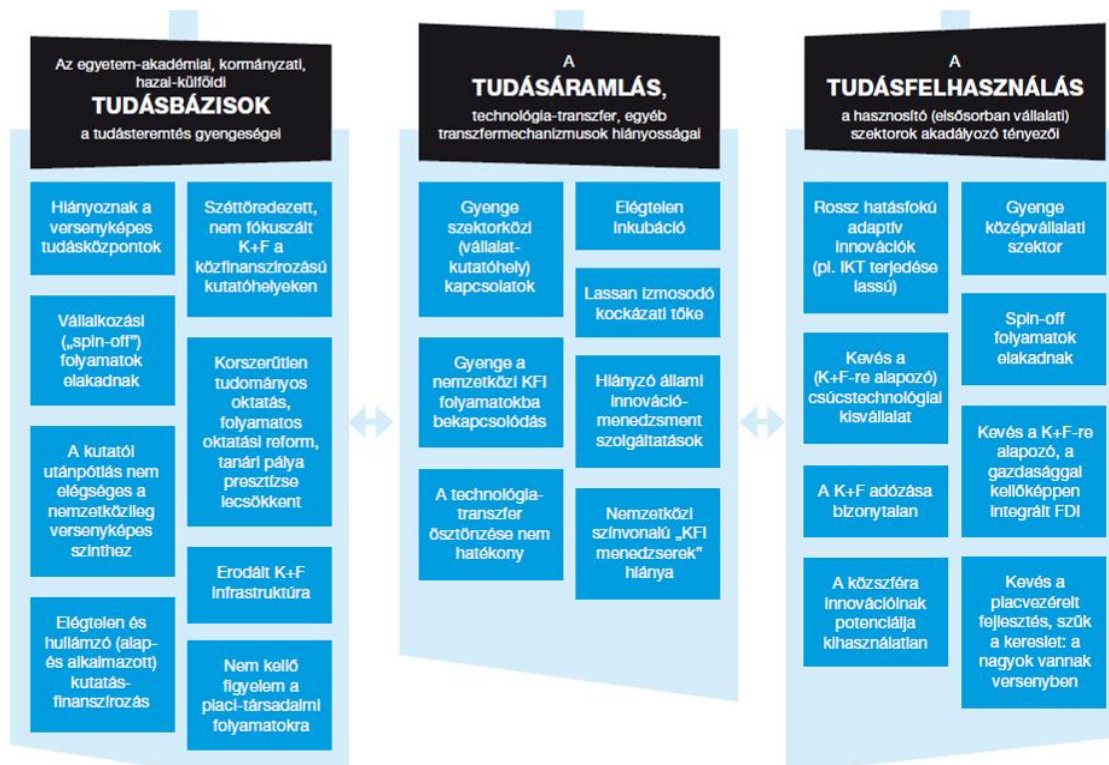 Az egyetem-akadémiai, kormányzati,
hazai-külföldi
TUDÁSBÁZISOK
a tudásteremtés gyengeségei
Hiányoznak a
versenyképes
tudásközpontok
Vállalkozási
(„spin-off”)
folyamatok
elakadnak
A kutatói
utánpótlás nem
elégséges a
nemzetközileg
versenyképes
szinthez
Elégtelen és
hullámzó (alap-
és alkalmazott)
kutatás-
finanszírozás
Széttöredezett,
nem fókuszált
K+F a
közfinanszírozású
kutatóhelyeken
Korszerűtlen
tudományos
oktatás,
folyamatos
oktatási reform,
tanári pálya
presztízse
lecsökkent
Erodált K+F
infrastruktúra
Nem kellő
figyelem a
piaci-társadalmi
folyamatokra
A
TUDÁSÁRAMLÁS,
technológia-transzfer, egyéb
transzfermechanizmusok hiányosságai
Gyenge
szektorközi
(vállalat-
kutatóhely)
kapcsolatok
Gyenge a
nemzetközi KFI
folyamatokba
bekapcsolódás
A technológia-
transzfer
ösztönzése nem
hatékony
Elégtelen
inkubáció
Lassan izmosodó
kockázati tőke
Hiányzó állami
innováció-
menedzsment
szolgáltatások
Nemzetközi
színvonalú „KFI
menedzserek”
hiánya
A
TUDÁSFELHASZNÁLÁS
a hasznosító (elsősorban vállalati)
szektorok akadályozó tényezői
Rossz hatásfokú
adaptív
innovációk
(pl. IKT terjedése
lassú)
Kevés a
(K+F-re alapozó)
csúcstechnológiai
kisvállalat
A K+F adózása
bizonytalan
A közszféra
innovációinak
potenciálja
kihasználatlan
Gyenge
középvállalati
szektor
Spin-off
folyamatok
elakadnak
Kevés a K+F-re
alapozó, a
gazdasággal
kellőképpen
integrált FDI
Kevés a
piacvezérelt
fejlesztés, szűk
a kereslet: a
nagyok vannak
versenyben